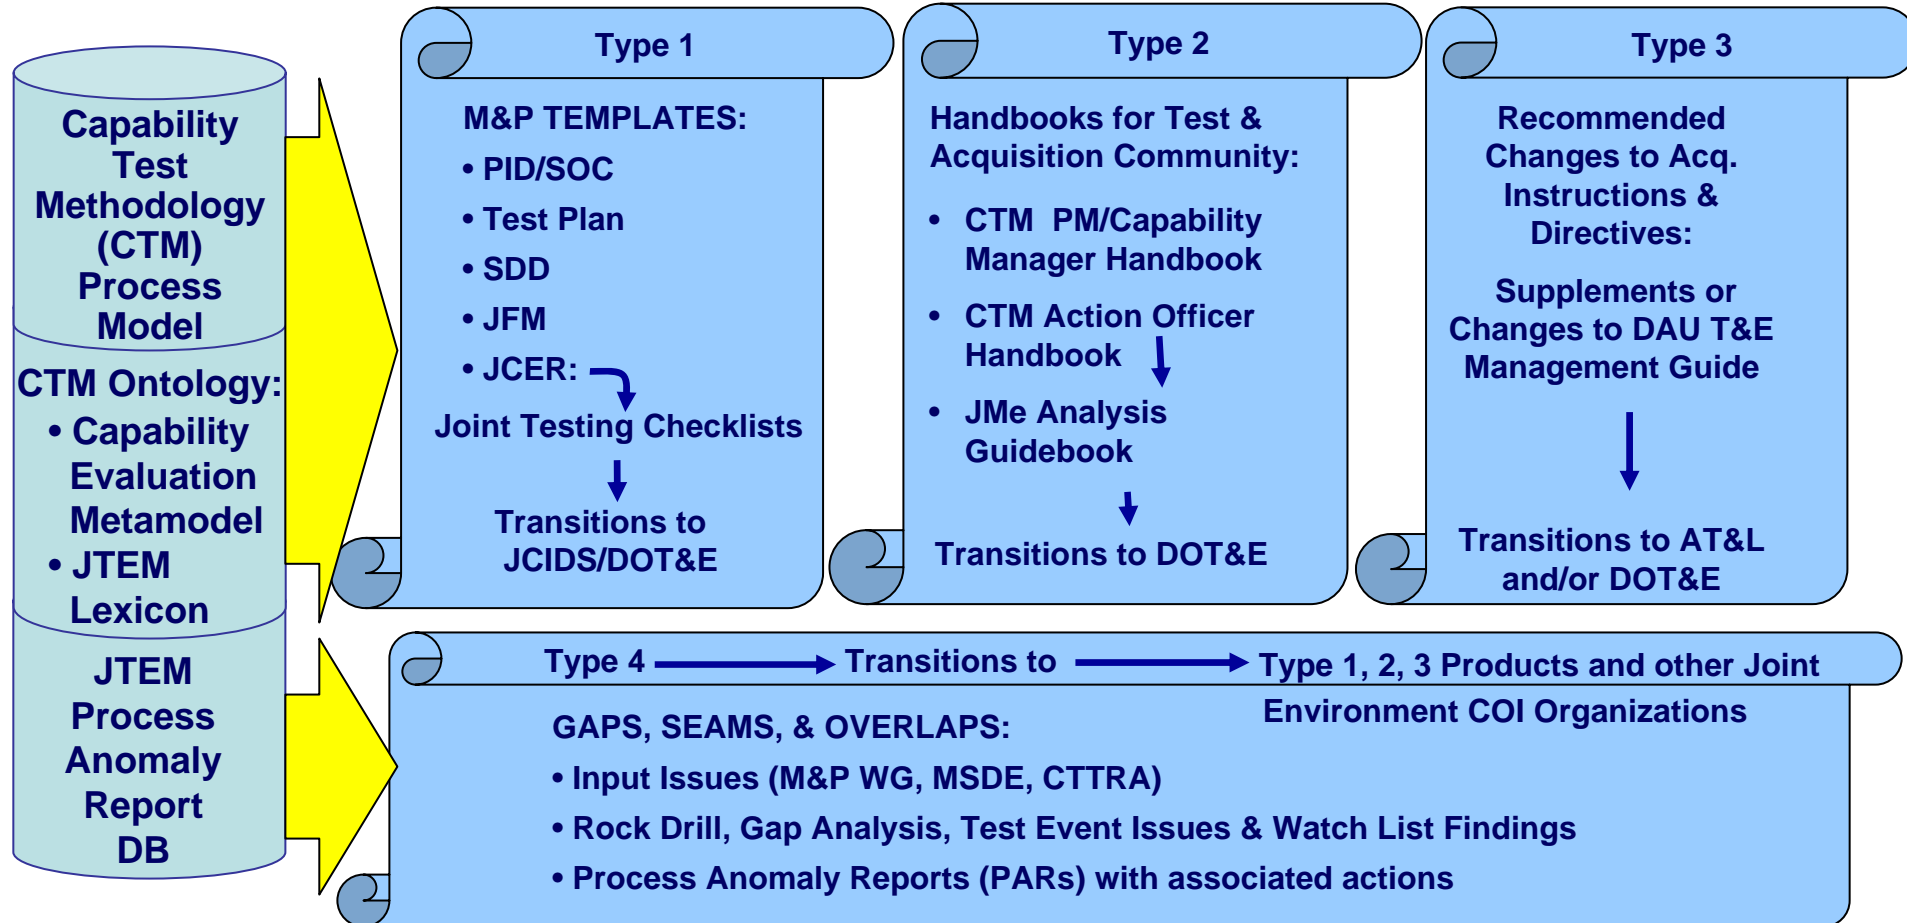 Capability
Test
Methodology
(CTM)
Process
Model
CTM Ontology:
• Capability
Evaluation
Metamodel
• JTEM
Lexicon
JTEM
Process
Anomaly
Report
DB
Type 1
M&P TEMPLATES:
• PID/SOC
• Test Plan
• SDD
• JFM
• JCER:
Joint Testing Checklists
Transitions to
JCIDS/DOT&E
Type 2
Handbooks for Test &
Acquisition Community:
• CTM PM/Capability
Manager Handbook
• CTM Action Officer
Handbook
• JMe Analysis
Guidebook
Transitions to DOT&E
Type 3
Recommended
Changes to Acq.
Instructions &
Directives:
Supplements or
Changes to DAU T&E
Management Guide
Transitions to AT&L
and/or DOT&E
Type 4
Transitions to
Type 1, 2, 3 Products and other Joint
Environment COI Organizations
GAPS, SEAMS, & OVERLAPS:
• Input Issues (M&P WG, MSDE, CTTRA)
• Rock Drill, Gap Analysis, Test Event Issues & Watch List Findings
• Process Anomaly Reports (PARs) with associated actions